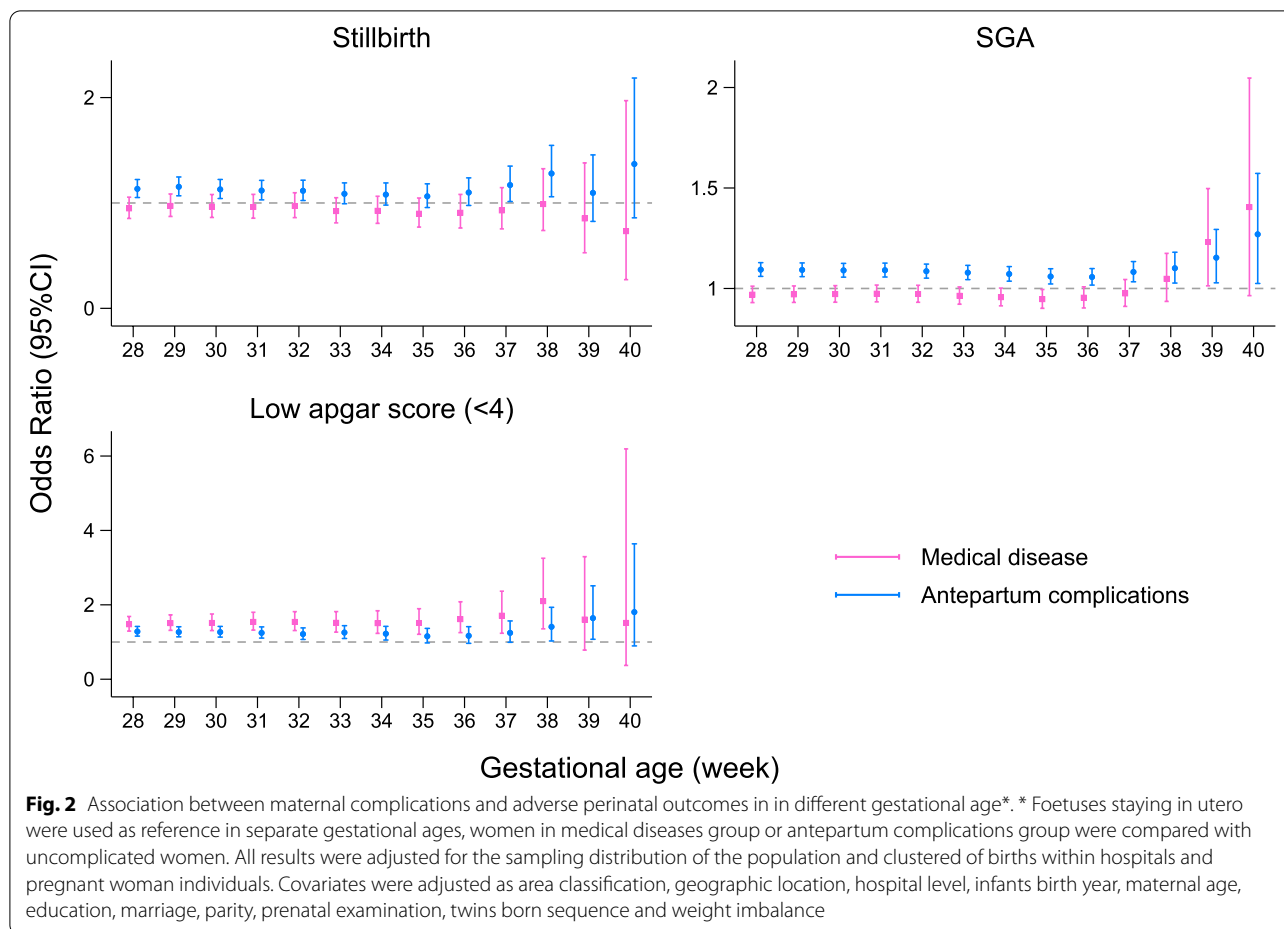 Stillbirth
SGA
Odds Ratio (95%CI)
2
0
28 29 30 31 32 33 34 35 36 37 38 39 40
2
1.5
1
28 29 30 31 32 33 34 35 36 37 38 39 40
Low apgar score (<4)
6
4
2
0
28 29 30 31 32 33 34 35 36 37 38 39 40
Medical disease
Antepartum complications
Gestational age (week)
Fig. 2 Association between maternal complications and adverse perinatal outcomes in in different gestational age*. * Foetuses staying in utero
were used as reference in separate gestational ages, women in medical diseases group or antepartum complications group were compared with
uncomplicated women. All results were adjusted for the sampling distribution of the population and clustered of births within hospitals and
pregnant woman individuals. Covariates were adjusted as area classification, geographic location, hospital level, infants birth year, maternal age,
education, marriage, parity, prenatal examination, twins born sequence and weight imbalance